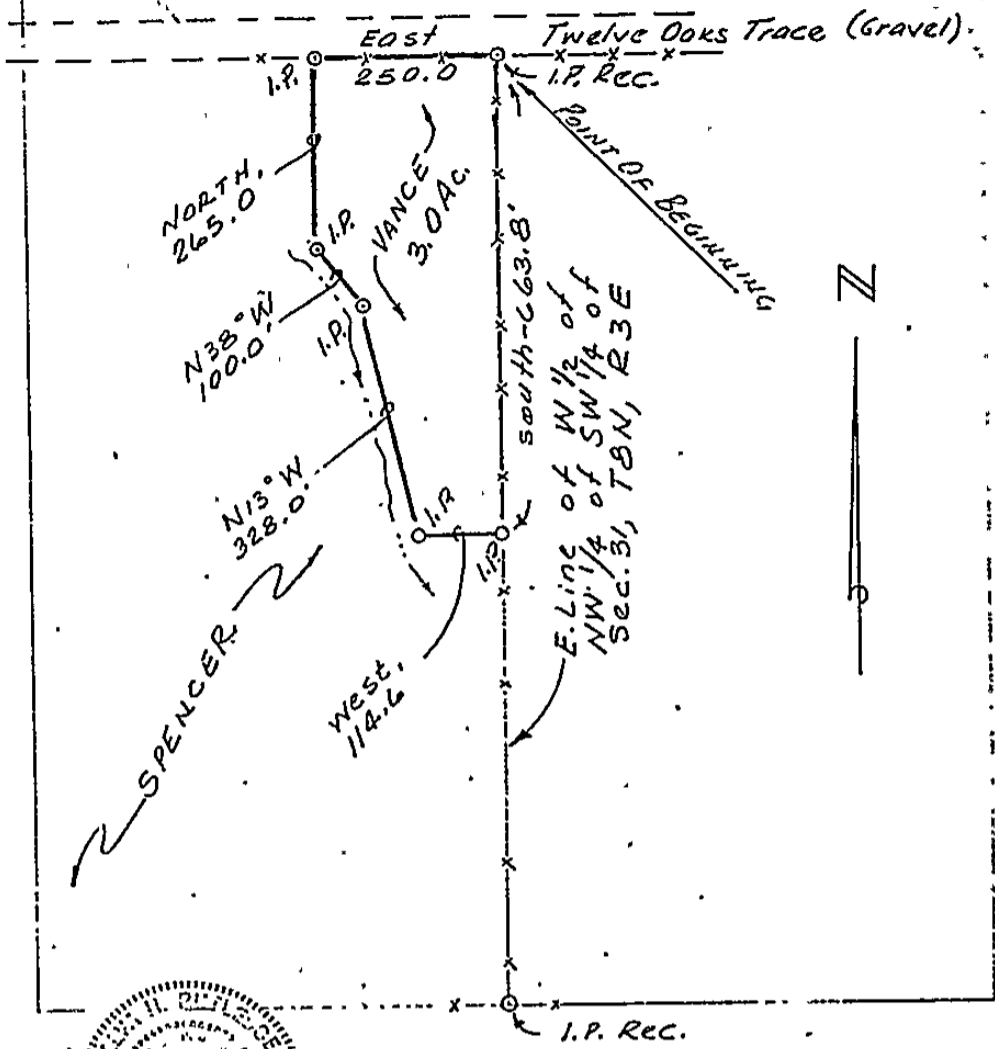 East
Twelve Oaks Trace (Gravel).
I.P.
250.0
I.P. Rec.
POINT OF BEGINNING
NORTH,
265.0
VANCE
3.0 Ac.
I.P.
N38°W
100.0'
I.P.
south-663.8'
N
E. Line of W 1/2 of
NW 1/4 of SW 1/4 of
Sec. 31, T8N, R3E
N13°W
328.0'
I.P.
I.P.
West,
114.6
SPENCER
I.P. Rec.